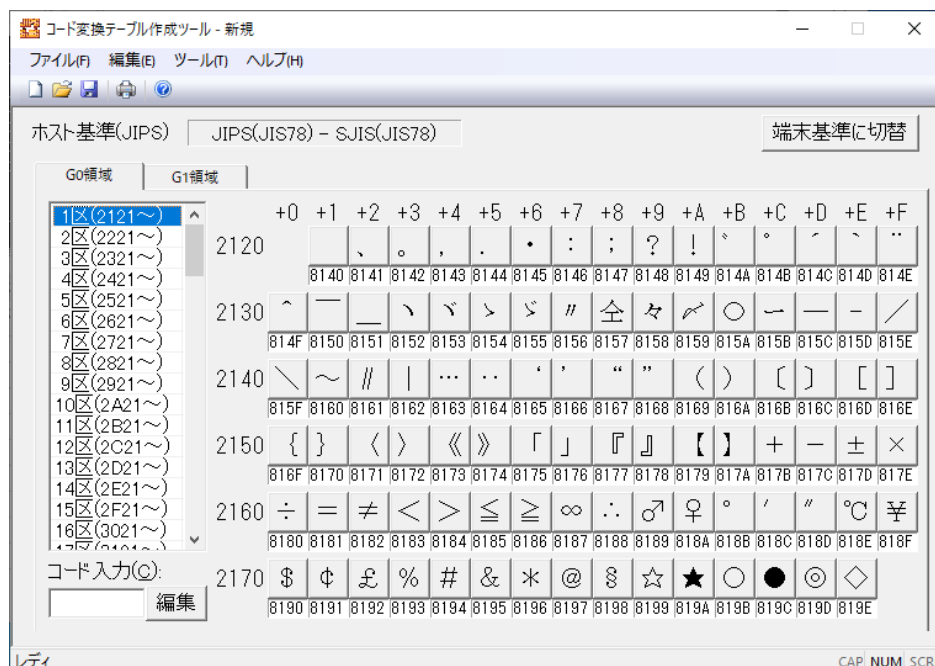 コード変換テーブル作成ツール - 新規
ファイル(F) 編集(E) ツール(T) ヘルプ(H)
ホスト基準(JIPS) JIPS(JIS78) − SJIS(JIS78) 端末基準に切替
G0領域 G1領域
1区(2121～)
2区(2221～)
3区(2321～)
4区(2421～)
5区(2521～)
6区(2621～)
7区(2721～)
8区(2821～)
9区(2921～)
10区(2A21～)
11区(2B21～)
12区(2C21～)
13区(2D21～)
14区(2E21～)
15区(2F21～)
16区(3021～)
コード入力(C):
編集
+0 +1 +2 +3 +4 +5 +6 +7 +8 +9 +A +B +C +D +E +F
2120 、 。 ， ． ・ ： ； ？ ！ ゛ ゜ ´ ｀ ¨
8140 8141 8142 8143 8144 8145 8146 8147 8148 8149 814A 814B 814C 814D 814E
2130 ＾ ￣ ＿ ヽ ヾ ゝ ゞ 〃 仝 々 〆 〇 ー ― ‐ ／
814F 8150 8151 8152 8153 8154 8155 8156 8157 8158 8159 815A 815B 815C 815D 815E
2140 ＼ ～ ∥ ｜ … ‥ ‘ ’ “ ” （ ） 〔 〕 ［ ］
815F 8160 8161 8162 8163 8164 8165 8166 8167 8168 8169 816A 816B 816C 816D 816E
2150 ｛ ｝ 〈 〉 《 》 「 」 『 』 【 】 ＋ － ± ×
816F 8170 8171 8172 8173 8174 8175 8176 8177 8178 8179 817A 817B 817C 817D 817E
2160 ÷ ＝ ≠ ＜ ＞ ≦ ≧ ∞ ∴ ♂ ♀ ° ′ ″ ℃ ￥
8180 8181 8182 8183 8184 8185 8186 8187 8188 8189 818A 818B 818C 818D 818E 818F
2170 ＄ ￠ ￡ ％ ＃ ＆ ＊ ＠ § ☆ ★ ○ ● ◎ ◇
8190 8191 8192 8193 8194 8195 8196 8197 8198 8199 819A 819B 819C 819D 819E
レディ CAP NUM SCR